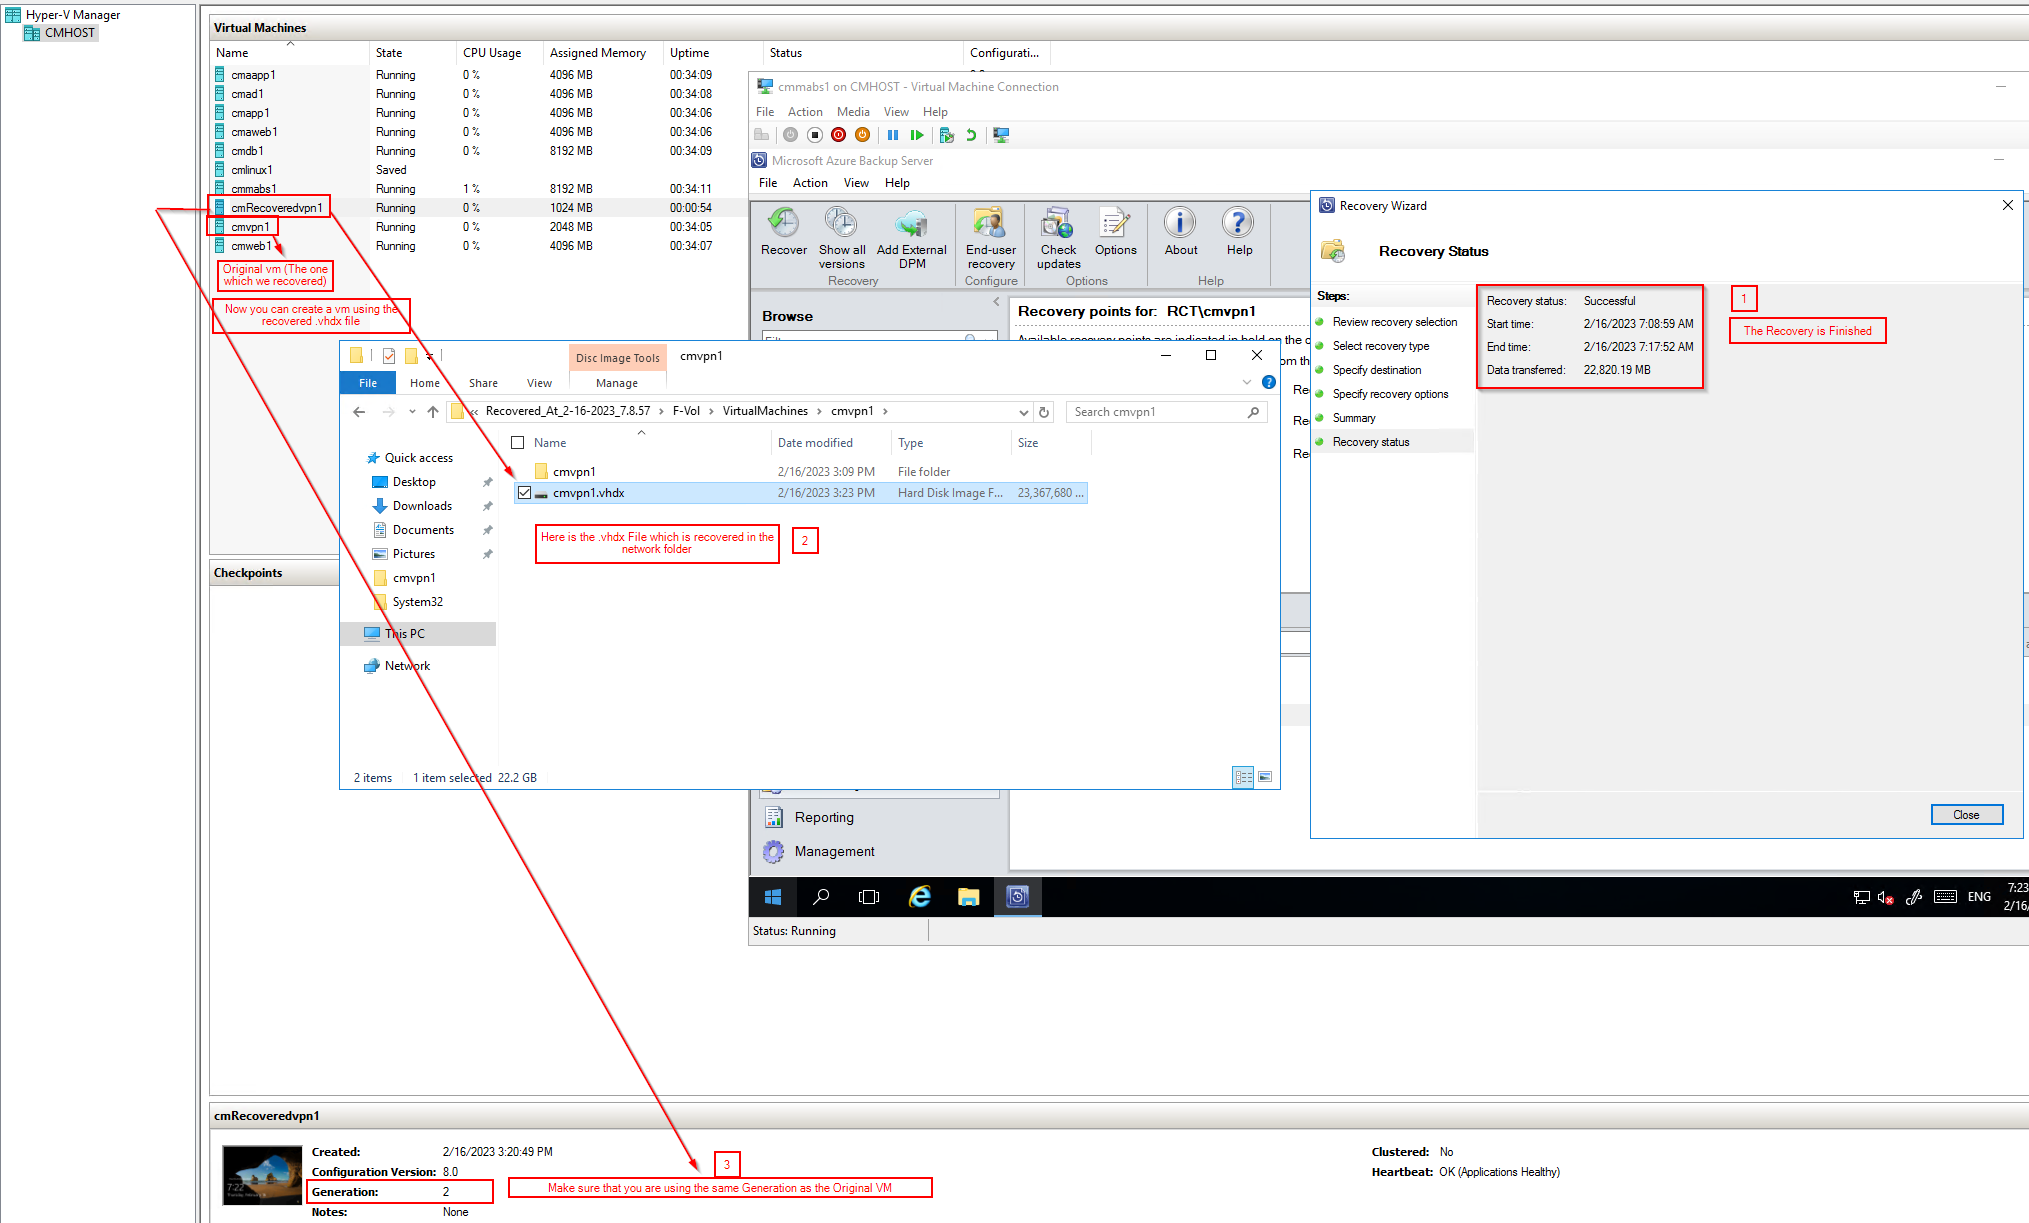 Hyper-V Manager
CMHOST
Virtual Machines
Name State CPU Usage Assigned Memory Uptime Status Configurati...
cmaapp1 Running 0 % 4096 MB 00:34:09
cmad1 Running 0 % 4096 MB 00:34:08
cmapp1 Running 0 % 4096 MB 00:34:06
cmaweb1 Running 0 % 4096 MB 00:34:06
cmdb1 Running 0 % 8192 MB 00:34:09
cmlinux1 Saved
cmmabs1 Running 1 % 8192 MB 00:34:11
cmRecoveredvpn1 Running 0 % 1024 MB 00:00:54
cmvpn1 Running 0 % 2048 MB 00:34:05
cmweb1 Running 0 % 4096 MB 00:34:07
Original vm (The one
which we recovered)
Now you can create a vm using the
recovered .vhdx file
cmmabs1 on CMHOST - Virtual Machine Connection
File Action Media View Help
Microsoft Azure Backup Server
File Action View Help
Recover
Show all
versions
Add External
DPM
Recovery
End-user
recovery
Configure
Check
updates
Options
Options
About
Help
Help
Browse
Recovery points for: RCT\cmvpn1
Recovery Wizard
Recovery Status
Steps:
Review recovery selection
Select recovery type
Specify destination
Specify recovery options
Summary
Recovery status
Recovery status: Successful
Start time: 2/16/2023 7:08:59 AM
End time: 2/16/2023 7:17:52 AM
Data transferred: 22,820.19 MB
1
The Recovery is Finished
Close
Disc Image Tools cmvpn1
File Home Share View Manage
« Recovered_At_2-16-2023_7.8.57 › F-Vol › VirtualMachines › cmvpn1 ›
Search cmvpn1
Name Date modified Type Size
cmvpn1 2/16/2023 3:09 PM File folder
cmvpn1.vhdx 2/16/2023 3:23 PM Hard Disk Image F... 23,367,680 ...
Quick access
Desktop
Downloads
Documents
Pictures
cmvpn1
System32
This PC
Network
Here is the .vhdx File which is recovered in the
network folder
2
2 items 1 item selected 22.2 GB
Checkpoints
Reporting
Management
ENG
7:23
2/16/
Status: Running
cmRecoveredvpn1
7:22
Created: 2/16/2023 3:20:49 PM
Configuration Version: 8.0
Generation: 2
Notes: None
Clustered: No
Heartbeat: OK (Applications Healthy)
3
Make sure that you are using the same Generation as the Original VM